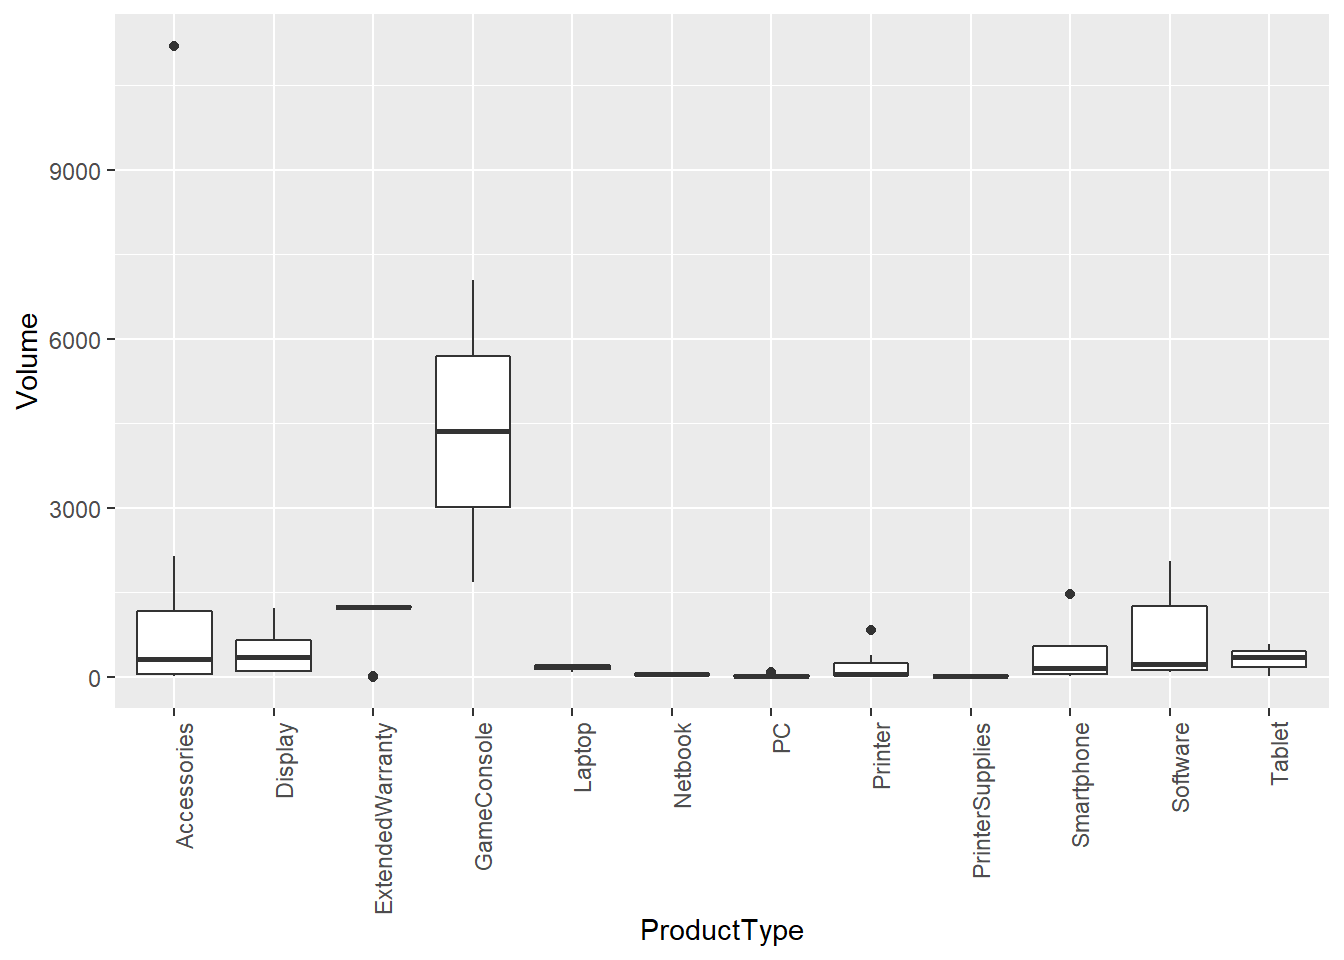 Volume
9000
6000
3000
0
Accessories
Display
ExtendedWarranty
GameConsole
Laptop
Netbook
PC
Printer
PrinterSupplies
Smartphone
Software
Tablet
ProductType